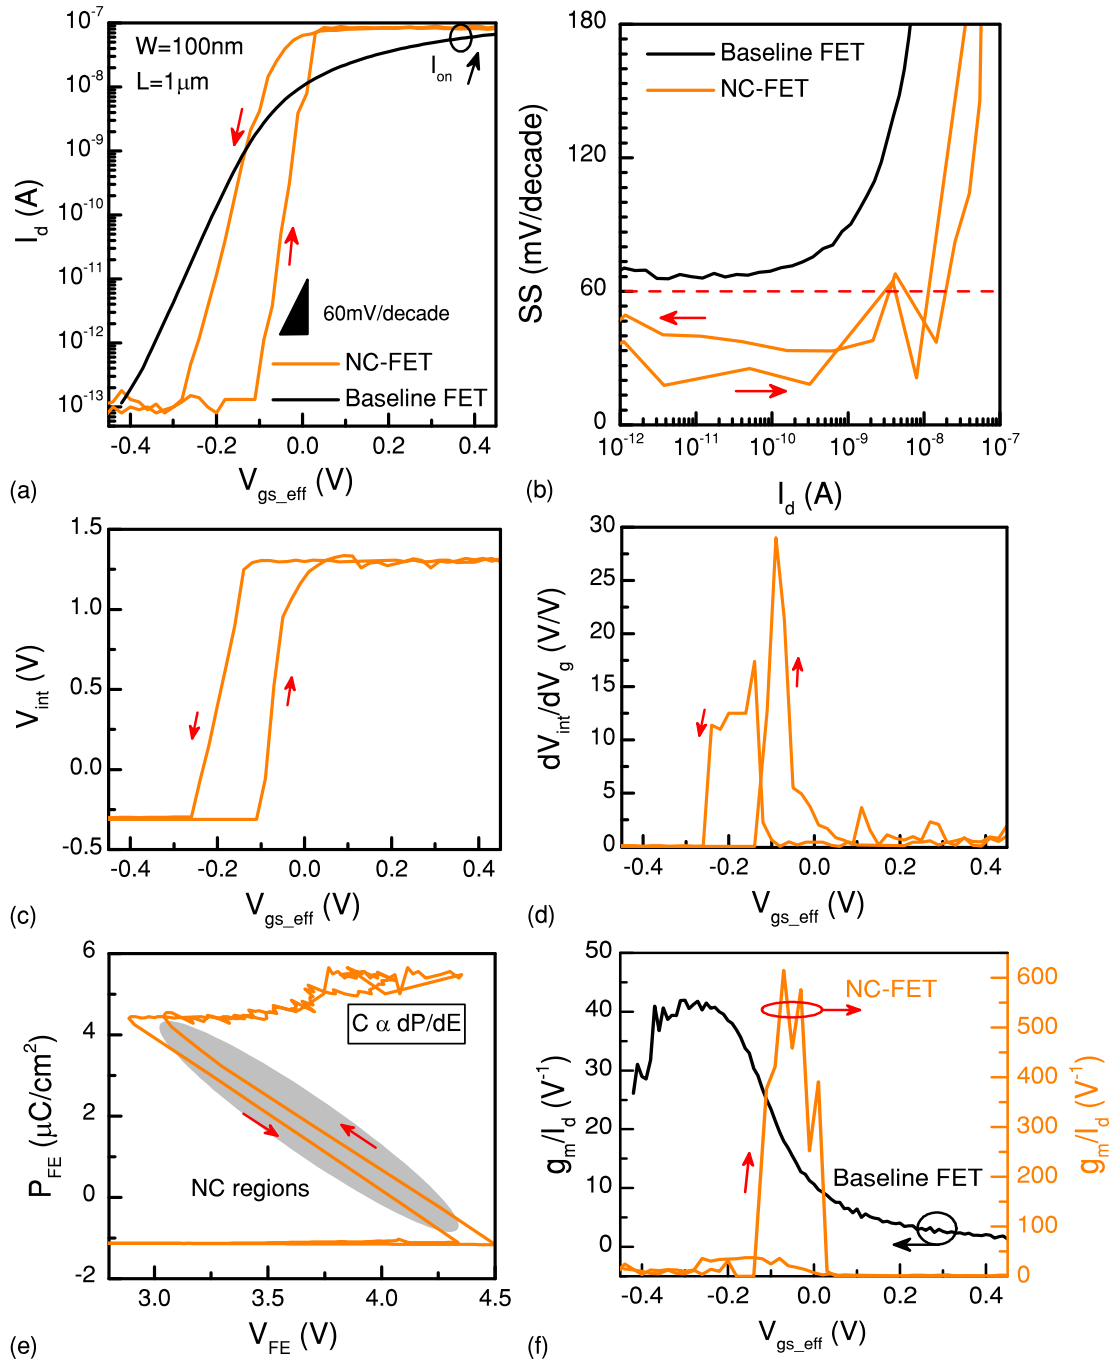 10⁻⁷
10⁻⁸
10⁻⁹
10⁻¹⁰
10⁻¹¹
10⁻¹²
10⁻¹³
I_d (A)
W=100nm
L=1μm
I_on
60mV/decade
NC-FET
Baseline FET
-0.4 -0.2 0.0 0.2 0.4
V_gs_eff (V)
(a)
180
120
60
0
SS (mV/decade)
Baseline FET
NC-FET
10⁻¹² 10⁻¹¹ 10⁻¹⁰ 10⁻⁹ 10⁻⁸ 10⁻⁷
I_d (A)
(b)
1.5
1.0
0.5
0.0
-0.5
V_int (V)
-0.4 -0.2 0.0 0.2 0.4
V_gs_eff (V)
(c)
30
25
20
15
10
5
0
dV_int/dV_g (V/V)
-0.4 -0.2 0.0 0.2 0.4
V_gs_eff (V)
(d)
6
4
2
0
-2
P_FE (μC/cm²)
C α dP/dE
NC regions
3.0 3.5 4.0 4.5
V_FE (V)
(e)
50
40
30
20
10
0
g_m/I_d (V⁻¹)
NC-FET
Baseline FET
600
500
400
300
200
100
0
g_m/I_d (V⁻¹)
-0.4 -0.2 0.0 0.2 0.4
V_gs_eff (V)
(f)